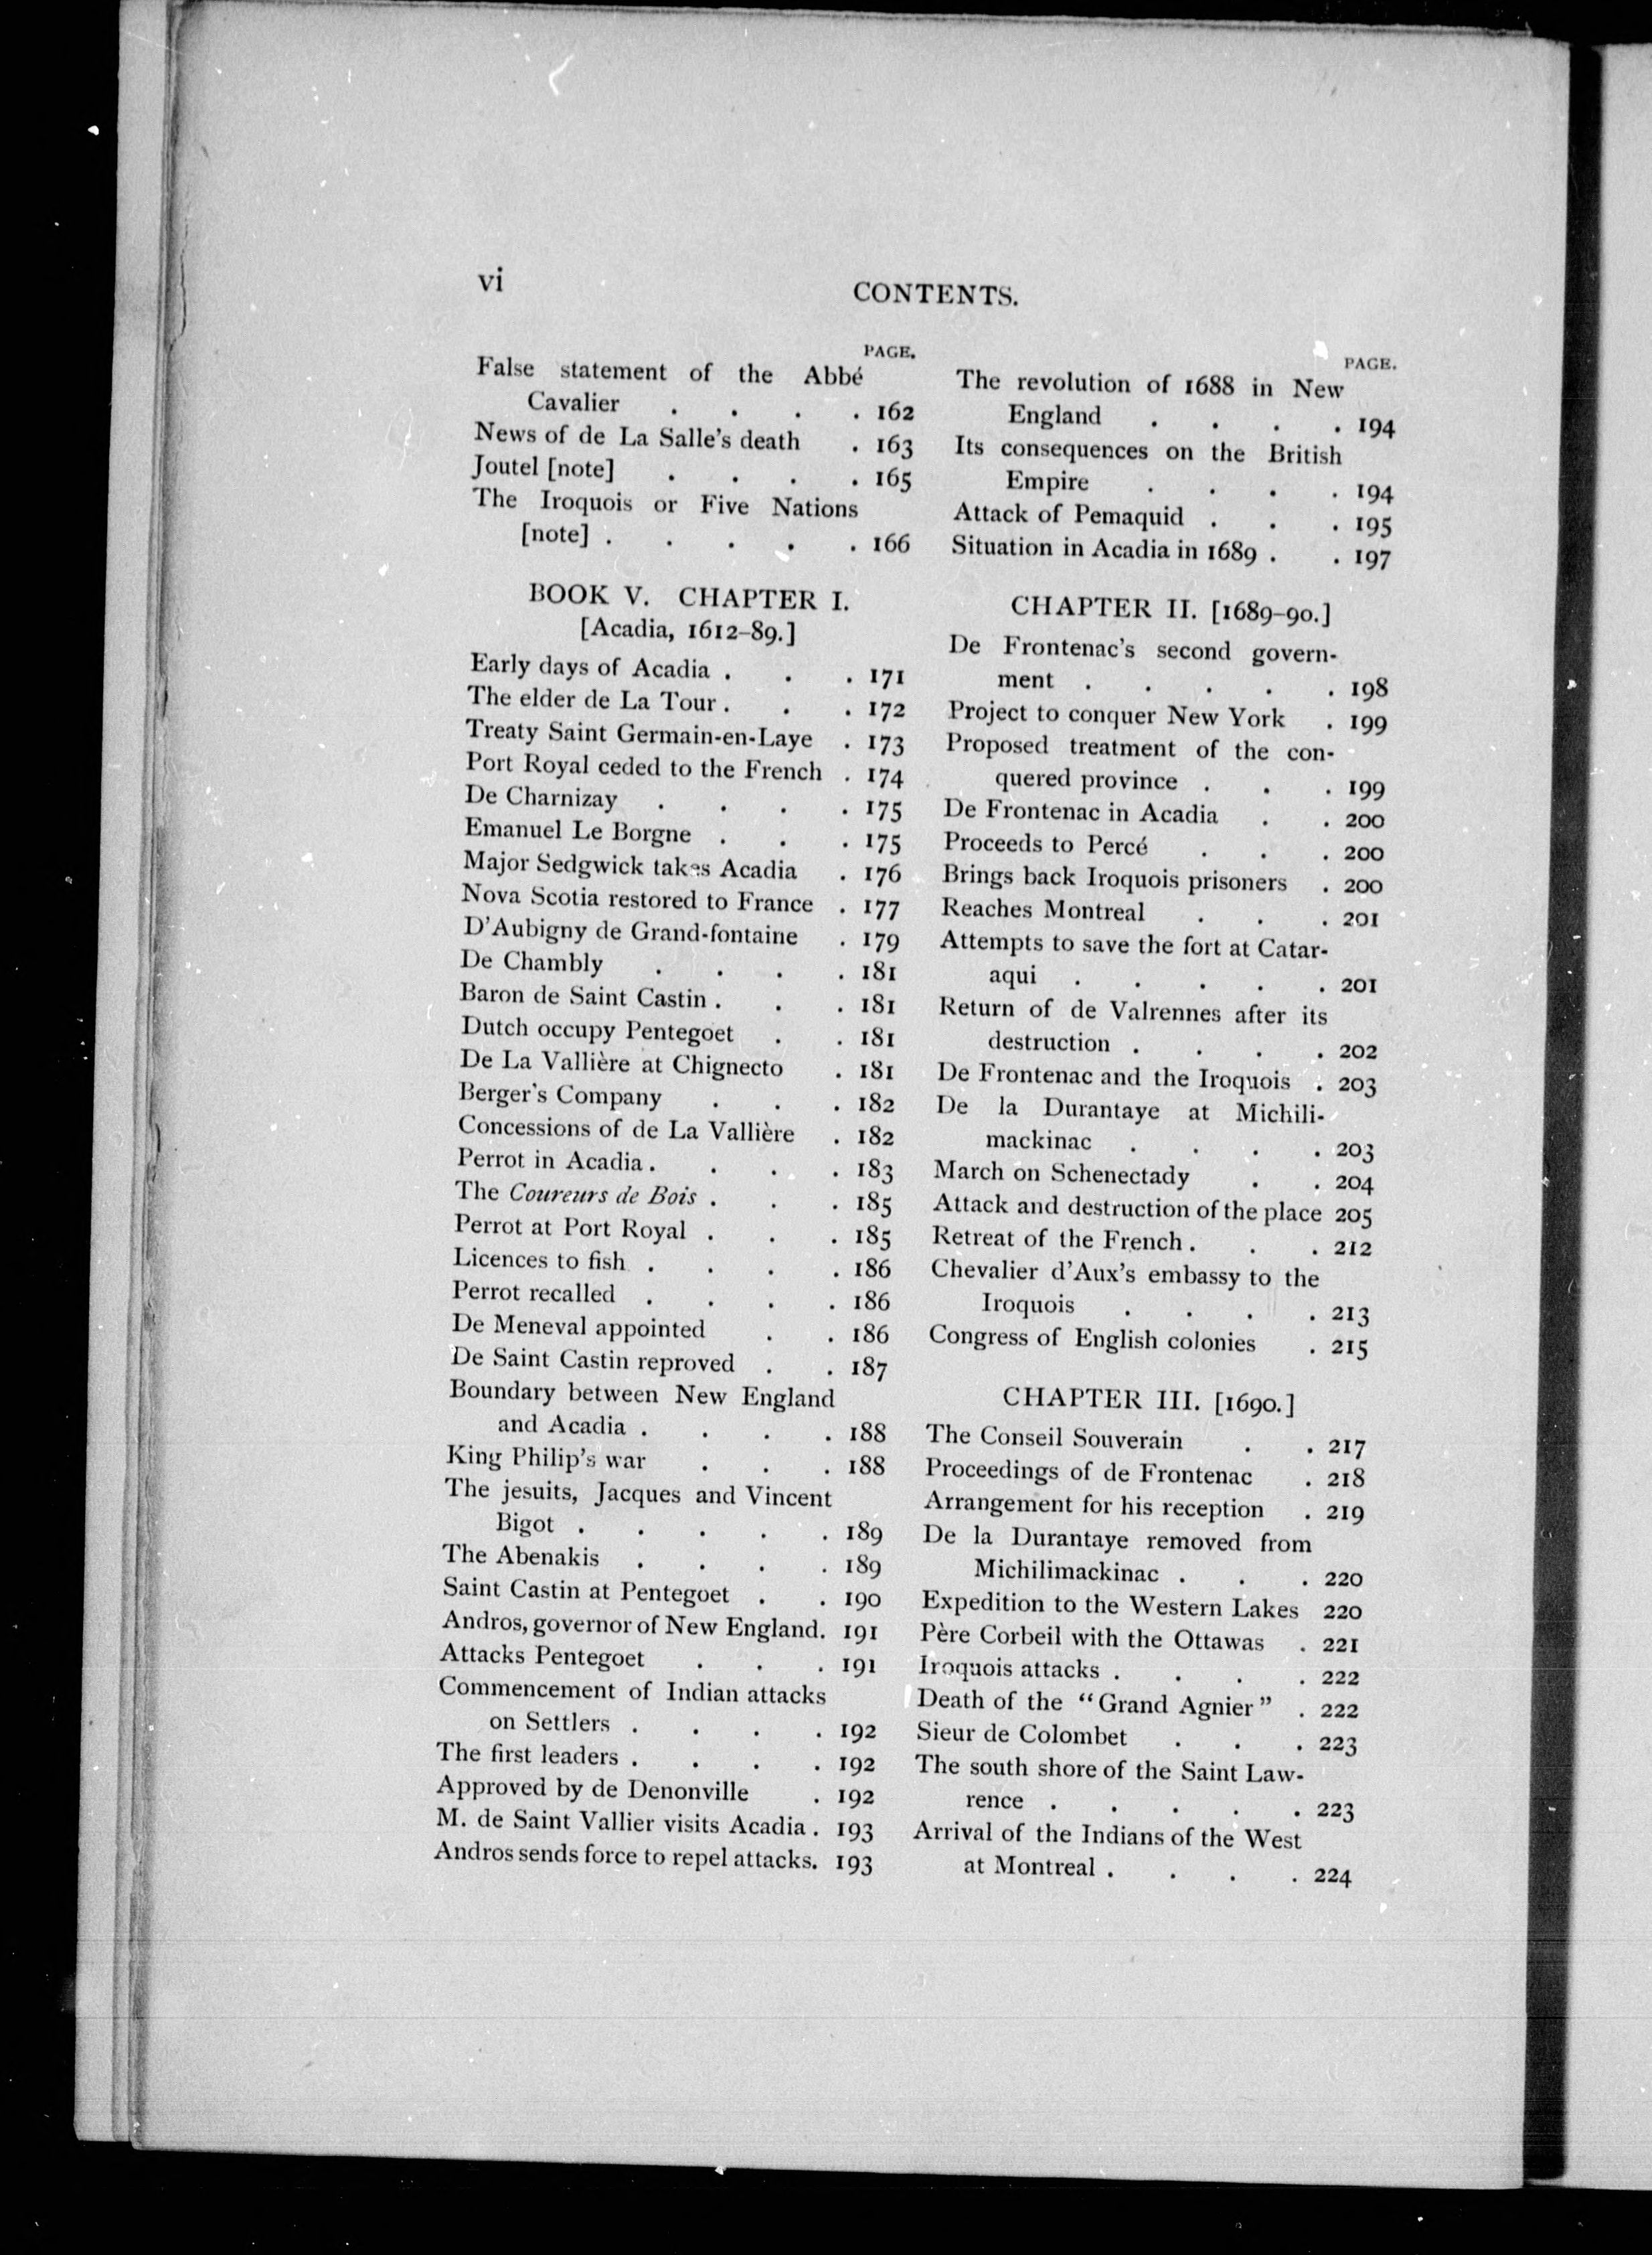 vi
CONTENTS.
PAGE.
False statement of the Abbé
Cavalier . . . . 162
News of de La Salle's death . 163
Joutel [note] . . . . 165
The Iroquois or Five Nations
[note] . . . . . 166
BOOK V. CHAPTER I.
[Acadia, 1612–89.]
Early days of Acadia . . . 171
The elder de La Tour . . . 172
Treaty Saint Germain-en-Laye . 173
Port Royal ceded to the French . 174
De Charnizay . . . . 175
Emanuel Le Borgne . . . 175
Major Sedgwick takes Acadia . 176
Nova Scotia restored to France . 177
D'Aubigny de Grand-fontaine . 179
De Chambly . . . . 181
Baron de Saint Castin . . . 181
Dutch occupy Pentegoet . . 181
De La Vallière at Chignecto . 181
Berger's Company . . . 182
Concessions of de La Vallière . 182
Perrot in Acadia . . . . 183
The Coureurs de Bois . . . 185
Perrot at Port Royal . . . 185
Licences to fish . . . . 186
Perrot recalled . . . . 186
De Meneval appointed . . 186
De Saint Castin reproved . . 187
Boundary between New England
and Acadia . . . . 188
King Philip's war . . . 188
The jesuits, Jacques and Vincent
Bigot . . . . . 189
The Abenakis . . . . 189
Saint Castin at Pentegoet . . 190
Andros, governor of New England. 191
Attacks Pentegoet . . . 191
Commencement of Indian attacks
on Settlers . . . . 192
The first leaders . . . . 192
Approved by de Denonville . 192
M. de Saint Vallier visits Acadia . 193
Andros sends force to repel attacks. 193
PAGE.
The revolution of 1688 in New
England . . . . 194
Its consequences on the British
Empire . . . . 194
Attack of Pemaquid . . . 195
Situation in Acadia in 1689 . . 197
CHAPTER II. [1689–90.]
De Frontenac's second govern-
ment . . . . . 198
Project to conquer New York . 199
Proposed treatment of the con-
quered province . . . 199
De Frontenac in Acadia . . 200
Proceeds to Percé . . . 200
Brings back Iroquois prisoners . 200
Reaches Montreal . . . 201
Attempts to save the fort at Catar-
aqui . . . . . 201
Return of de Valrennes after its
destruction . . . . 202
De Frontenac and the Iroquois . 203
De la Durantaye at Michili-
mackinac . . . . 203
March on Schenectady . . 204
Attack and destruction of the place 205
Retreat of the French . . . 212
Chevalier d'Aux's embassy to the
Iroquois . . . . 213
Congress of English colonies . 215
CHAPTER III. [1690.]
The Conseil Souverain . . 217
Proceedings of de Frontenac . 218
Arrangement for his reception . 219
De la Durantaye removed from
Michilimackinac . . . 220
Expedition to the Western Lakes 220
Père Corbeil with the Ottawas . 221
Iroquois attacks . . . . 222
Death of the "Grand Agnier" . 222
Sieur de Colombet . . . 223
The south shore of the Saint Law-
rence . . . . . 223
Arrival of the Indians of the West
at Montreal . . . . 224